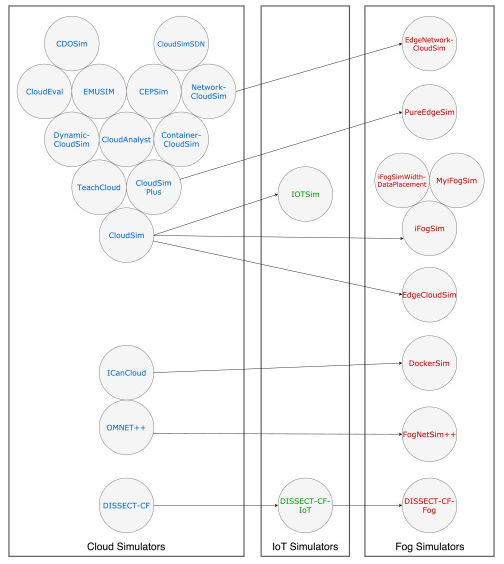 CDOSim
CloudSimSDN
EdgeNetwork-
CloudSim
CloudEval
EMUSIM
CEPSim
Network-
CloudSim
PureEdgeSim
Dynamic-
CloudSim
CloudAnalyst
Container-
CloudSim
TeachCloud
CloudSim
Plus
IOTSim
iFogSimWidth-
DataPlacement
MyiFogSim
CloudSim
iFogSim
EdgeCloudSim
ICanCloud
DockerSim
OMNET++
FogNetSim++
DISSECT-CF
DISSECT-CF-
IoT
DISSECT-CF-
Fog
Cloud Simulators
IoT Simulators
Fog Simulators